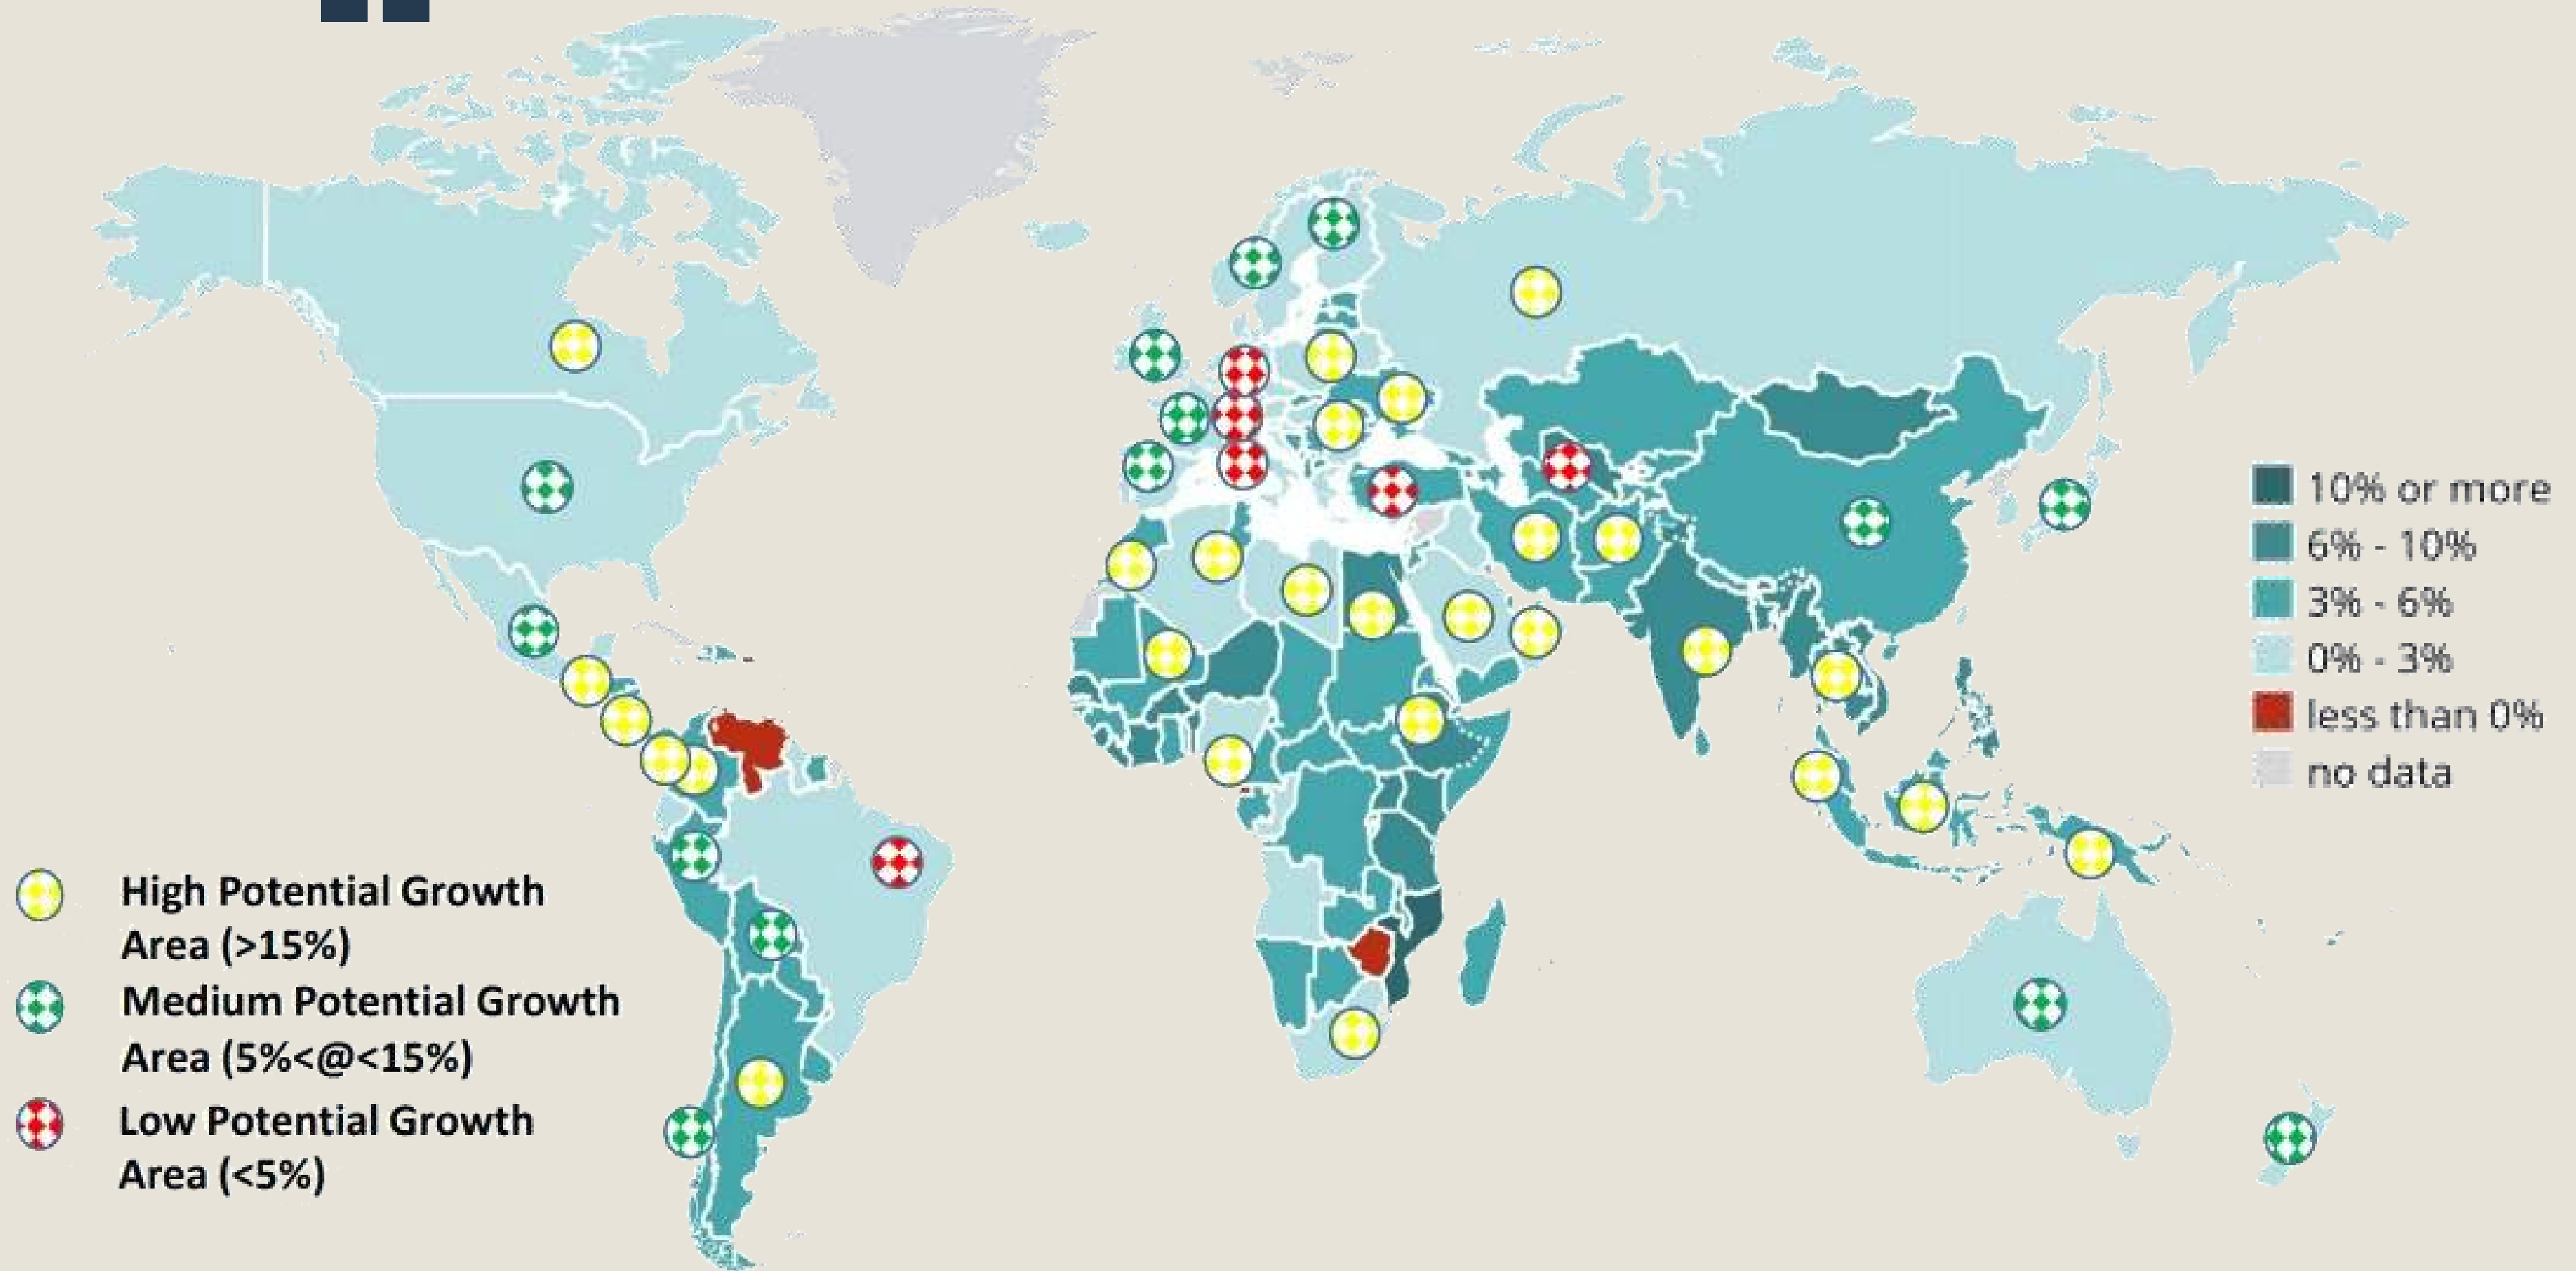 10% or more
6% - 10%
3% - 6%
0% - 3%
less than 0%
no data
High Potential Growth
Area (>15%)
Medium Potential Growth
Area (5%<@<15%)
Low Potential Growth
Area (<5%)